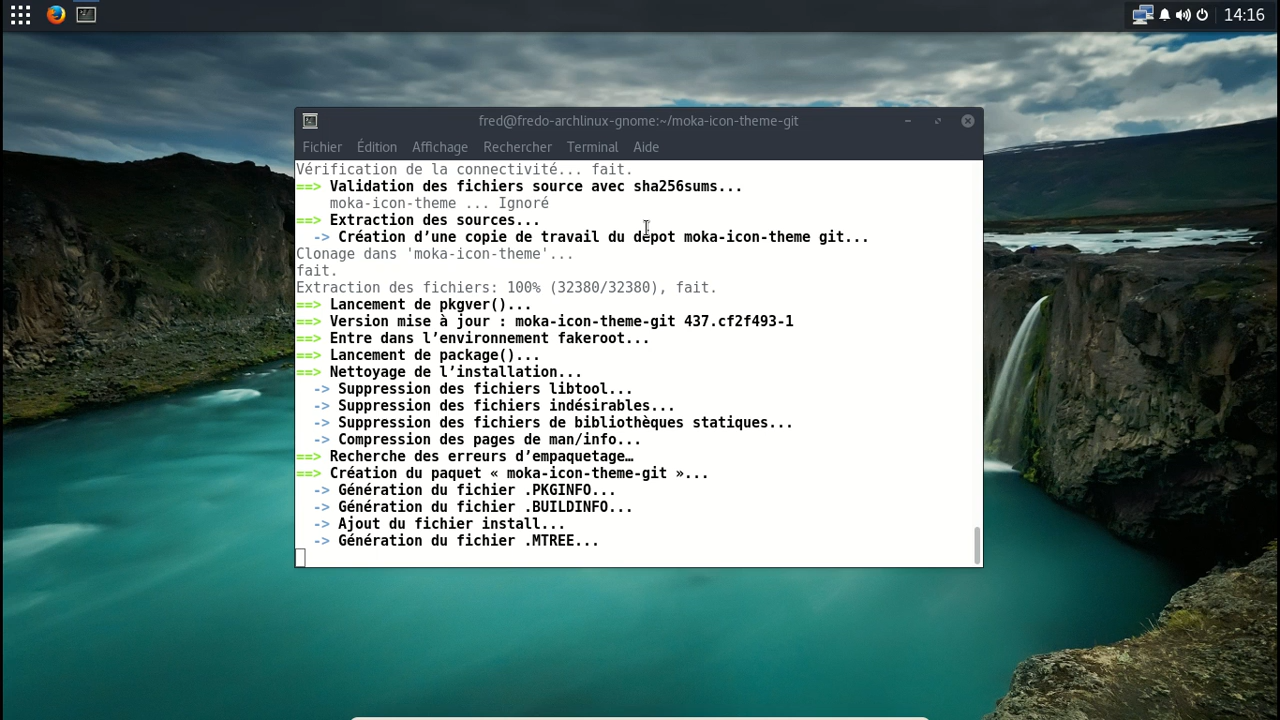 14:16
fred@fredo-archlinux-gnome:~/moka-icon-theme-git
Fichier Édition Affichage Rechercher Terminal Aide
Vérification de la connectivité... fait.
==> Validation des fichiers source avec sha256sums...
moka-icon-theme ... Ignoré
==> Extraction des sources...
-> Création d’une copie de travail du dépot moka-icon-theme git...
Clonage dans 'moka-icon-theme'...
fait.
Extraction des fichiers: 100% (32380/32380), fait.
==> Lancement de pkgver()...
==> Version mise à jour : moka-icon-theme-git 437.cf2f493-1
==> Entre dans l’environnement fakeroot...
==> Lancement de package()...
==> Nettoyage de l’installation...
-> Suppression des fichiers libtool...
-> Suppression des fichiers indésirables...
-> Suppression des fichiers de bibliothèques statiques...
-> Compression des pages de man/info...
==> Recherche des erreurs d’empaquetage…
==> Création du paquet « moka-icon-theme-git »...
-> Génération du fichier .PKGINFO...
-> Génération du fichier .BUILDINFO...
-> Ajout du fichier install...
-> Génération du fichier .MTREE...